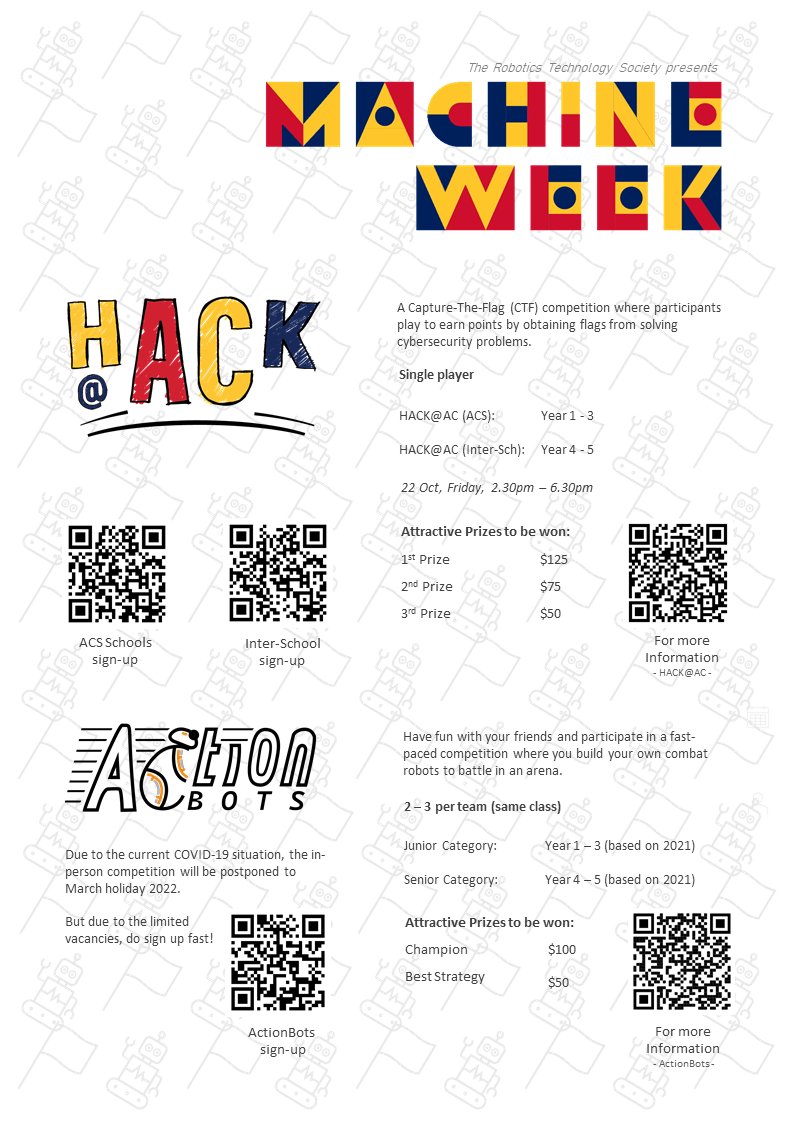 The Robotics Technology Society presents
MACHINE
WEEK
HACK
@
A Capture-The-Flag (CTF) competition where participants
play to earn points by obtaining flags from solving
cybersecurity problems.
Single player
HACK@AC (ACS): Year 1 - 3
HACK@AC (Inter-Sch): Year 4 - 5
22 Oct, Friday, 2.30pm – 6.30pm
Attractive Prizes to be won:
1st Prize $125
2nd Prize $75
3rd Prize $50
ACS Schools
sign-up
Inter-School
sign-up
For more
Information
- HACK@AC -
ACtION
BOTS
Have fun with your friends and participate in a fast-
paced competition where you build your own combat
robots to battle in an arena.
2 – 3 per team (same class)
Junior Category: Year 1 – 3 (based on 2021)
Senior Category: Year 4 – 5 (based on 2021)
Due to the current COVID-19 situation, the in-
person competition will be postponed to
March holiday 2022.
But due to the limited
vacancies, do sign up fast!
ActionBots
sign-up
Attractive Prizes to be won:
Champion $100
Best Strategy $50
For more
Information
- ActionBots-